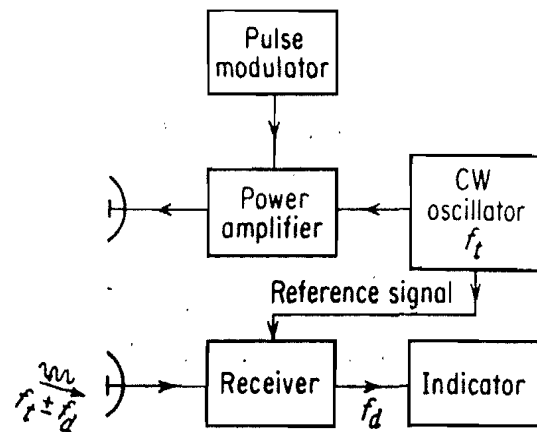 Pulse
modulator
Power
amplifier
CW
oscillator
f_t
Reference signal
f_t ± f_d
Receiver
f_d
Indicator